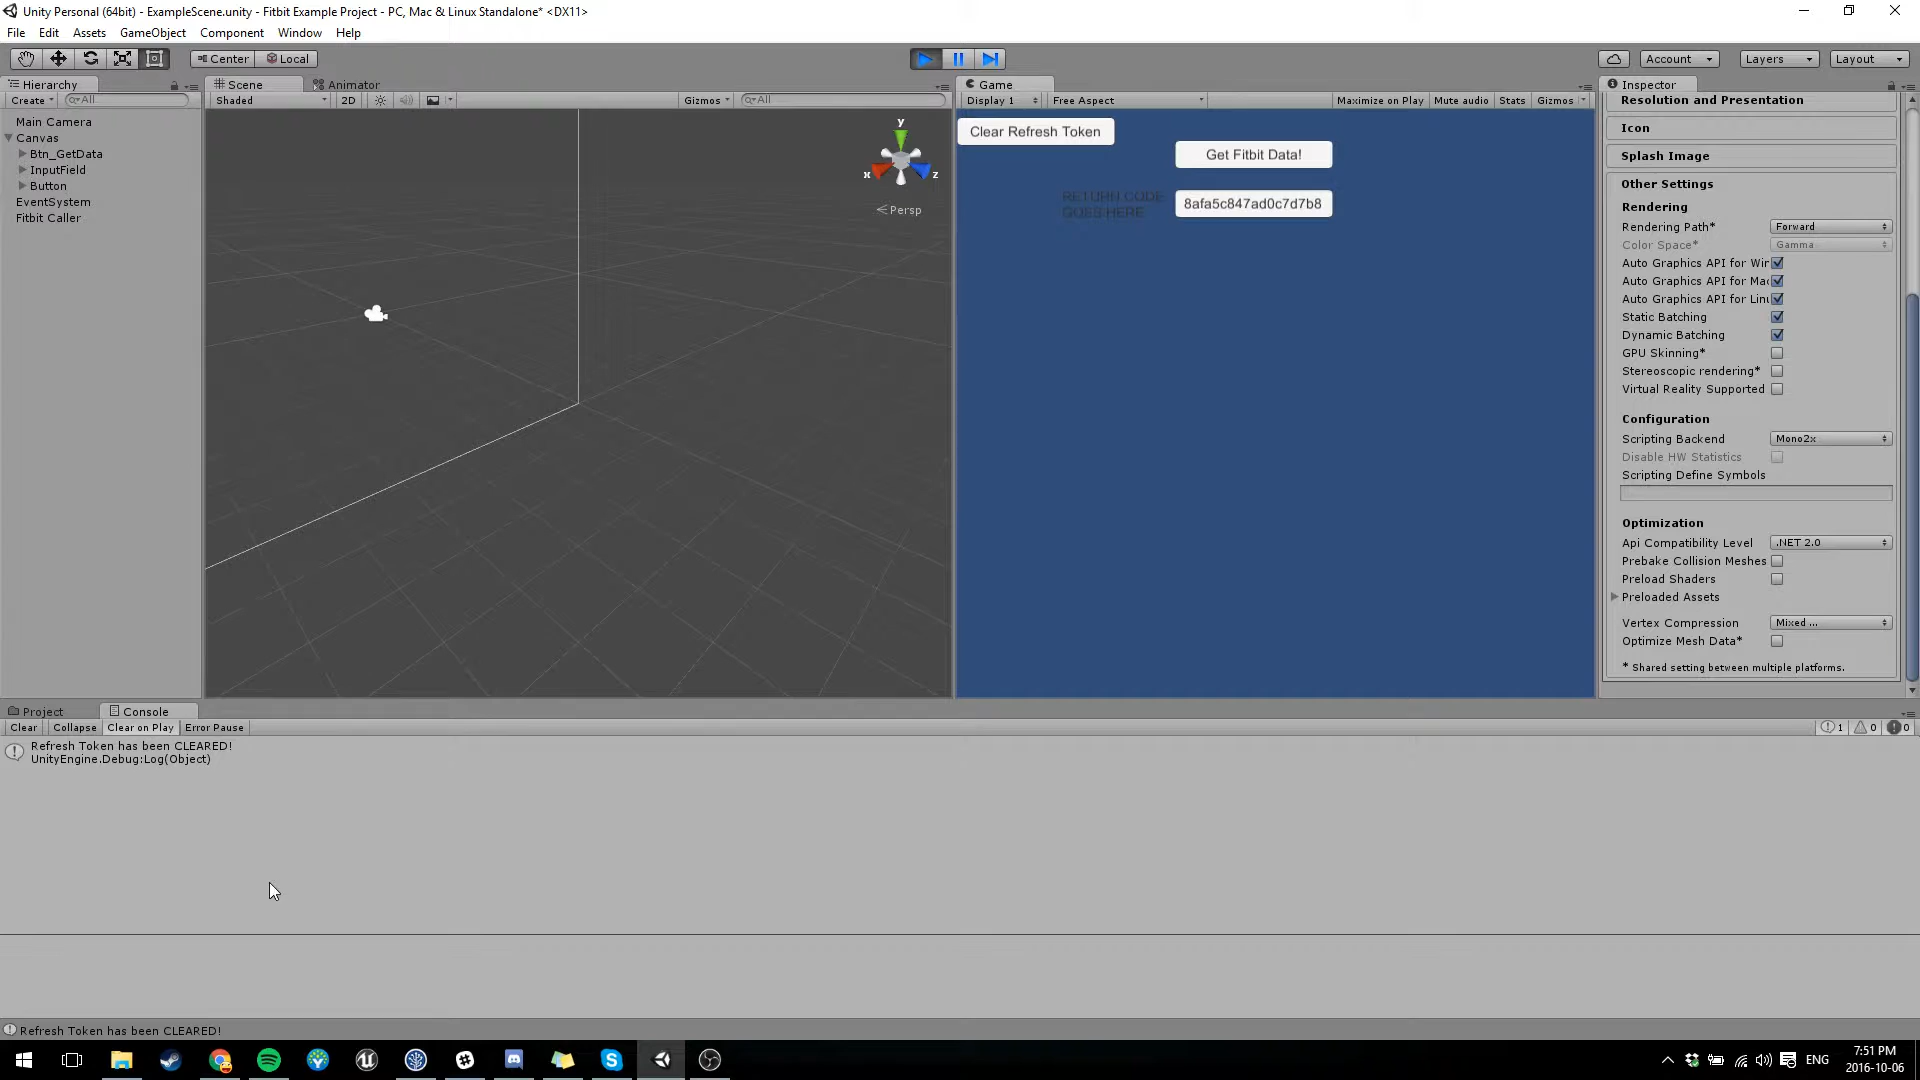 Unity Personal (64bit) - ExampleScene.unity - Fitbit Example Project - PC, Mac & Linux Standalone* <DX11>
File Edit Assets GameObject Component Window Help
Center Local Account Layers Layout
Hierarchy Scene Animator Game Inspector
Create All Shaded 2D Gizmos All Display 1 Free Aspect Maximize on Play Mute audio Stats Gizmos
Main Camera
Canvas
Btn_GetData
InputField
Button
EventSystem
Fitbit Caller
y
x
z
Persp
Clear Refresh Token
Get Fitbit Data!
RETURN CODE
GOES HERE
8afa5c847ad0c7d7b8
Resolution and Presentation
Icon
Splash Image
Other Settings
Rendering
Rendering Path* Forward
Color Space* Gamma
Auto Graphics API for Win
Auto Graphics API for Mac
Auto Graphics API for Linu
Static Batching
Dynamic Batching
GPU Skinning*
Stereoscopic rendering*
Virtual Reality Supported
Configuration
Scripting Backend Mono2x
Disable HW Statistics
Scripting Define Symbols
Optimization
Api Compatibility Level .NET 2.0
Prebake Collision Meshes
Preload Shaders
Preloaded Assets
Vertex Compression Mixed ...
Optimize Mesh Data*
* Shared setting between multiple platforms.
Project Console
Clear Collapse Clear on Play Error Pause 1 0 0
Refresh Token has been CLEARED!
UnityEngine.Debug:Log(Object)
Refresh Token has been CLEARED!
ENG
7:51 PM
2016-10-06